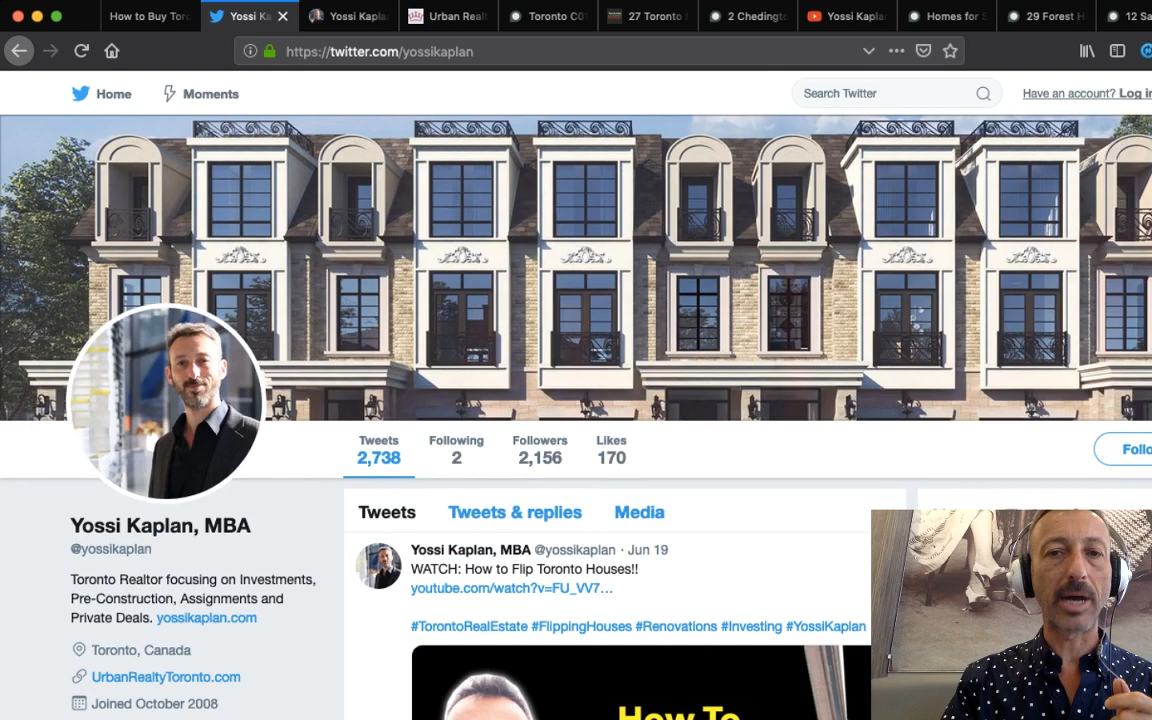 How to Buy Toro
Yossi Ka
Yossi Kapla
Urban Realt
Toronto C0
27 Toronto
2 Chedingt
Yossi Kaplan
Homes for S
29 Forest H
12 Sa
https://twitter.com/yossikaplan
Home
Moments
Search Twitter
Have an account? Log in
Tweets
Following
Followers
Likes
2,738
2
2,156
170
Follo
Yossi Kaplan, MBA
@yossikaplan
Toronto Realtor focusing on Investments,
Pre-Construction, Assignments and
Private Deals. yossikaplan.com
Toronto, Canada
UrbanRealtyToronto.com
Joined October 2008
Tweets
Tweets & replies
Media
Yossi Kaplan, MBA @yossikaplan · Jun 19
WATCH: How to Flip Toronto Houses!!
youtube.com/watch?v=FU_VV7…
#TorontoRealEstate #FlippingHouses #Renovations #Investing #YossiKaplan
How To